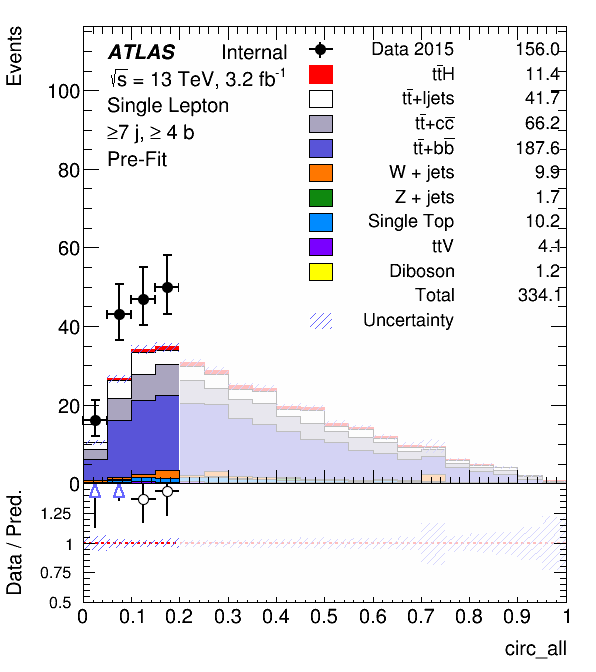 Events
ATLAS Internal
√s = 13 TeV, 3.2 fb-1
Single Lepton
≥7 j, ≥ 4 b
Pre-Fit
Data 2015 156.0
tt̄H 11.4
tt̄+ljets 41.7
tt̄+cc̄ 66.2
tt̄+bb̄ 187.6
W + jets 9.9
Z + jets 1.7
Single Top 10.2
ttV 4.1
Diboson 1.2
Total 334.1
Uncertainty
100
80
60
40
20
0
Data / Pred.
1.25
1
0.75
0.5
0 0.1 0.2 0.3 0.4 0.5 0.6 0.7 0.8 0.9 1
circ_all